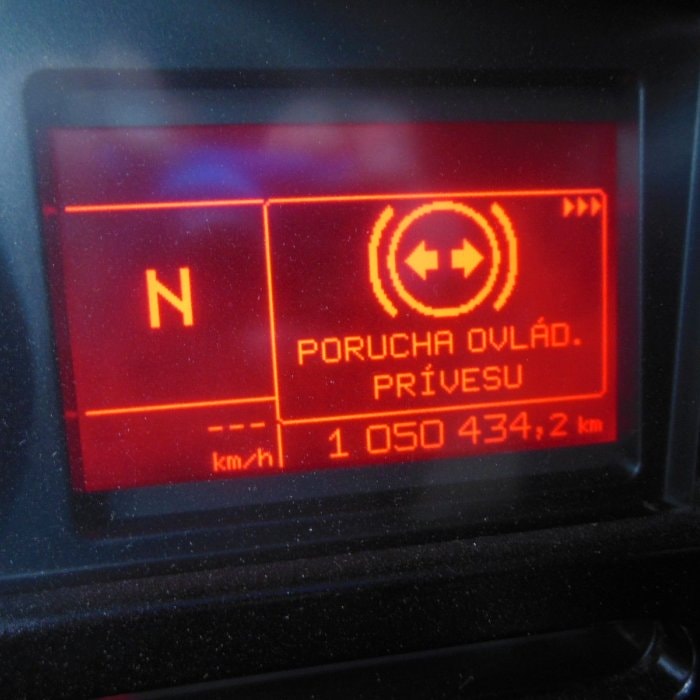 N
PORUCHA OVLÁD.
PRÍVESU
--- km/h
1 050 434,2 km